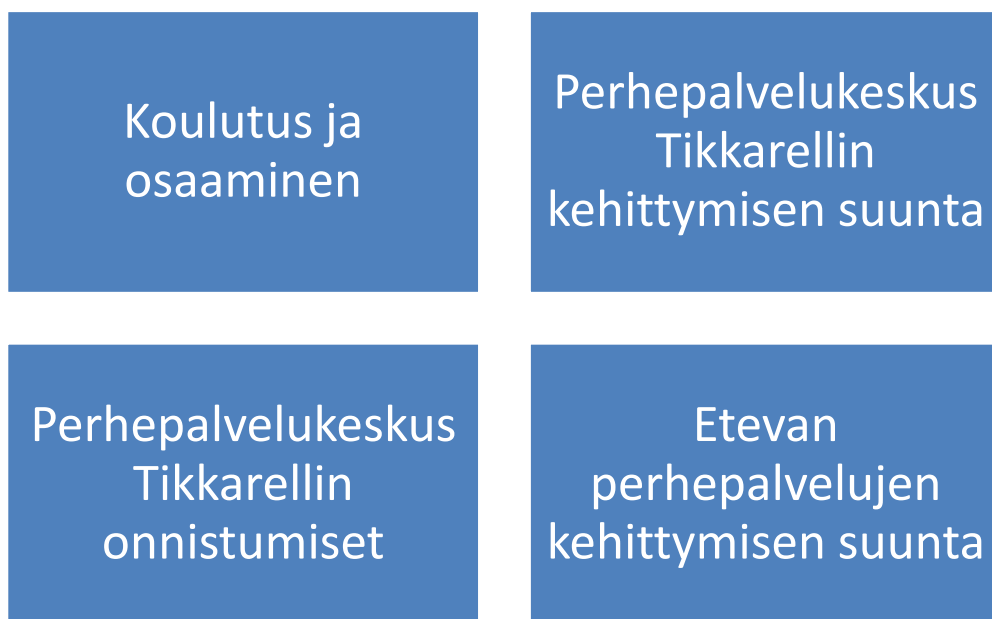 Koulutus ja
osaaminen
Perhepalvelukeskus
Tikkarellin
kehittymisen suunta
Perhepalvelukeskus
Tikkarellin
onnistumiset
Etevan
perhepalvelujen
kehittymisen suunta